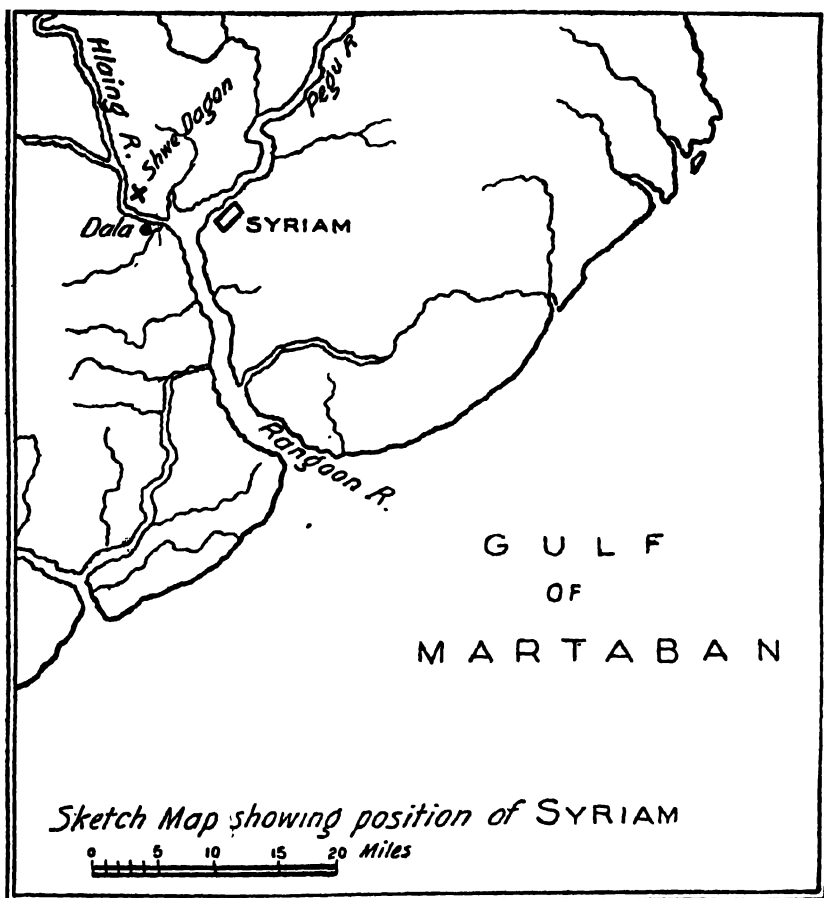 Hlaing R.
Pegu R
Shwe Dagon
Dala
SYRIAM
Rangoon R.
GULF
OF
MARTABAN
Sketch Map showing position of SYRIAM
0 5 10 15 20 Miles